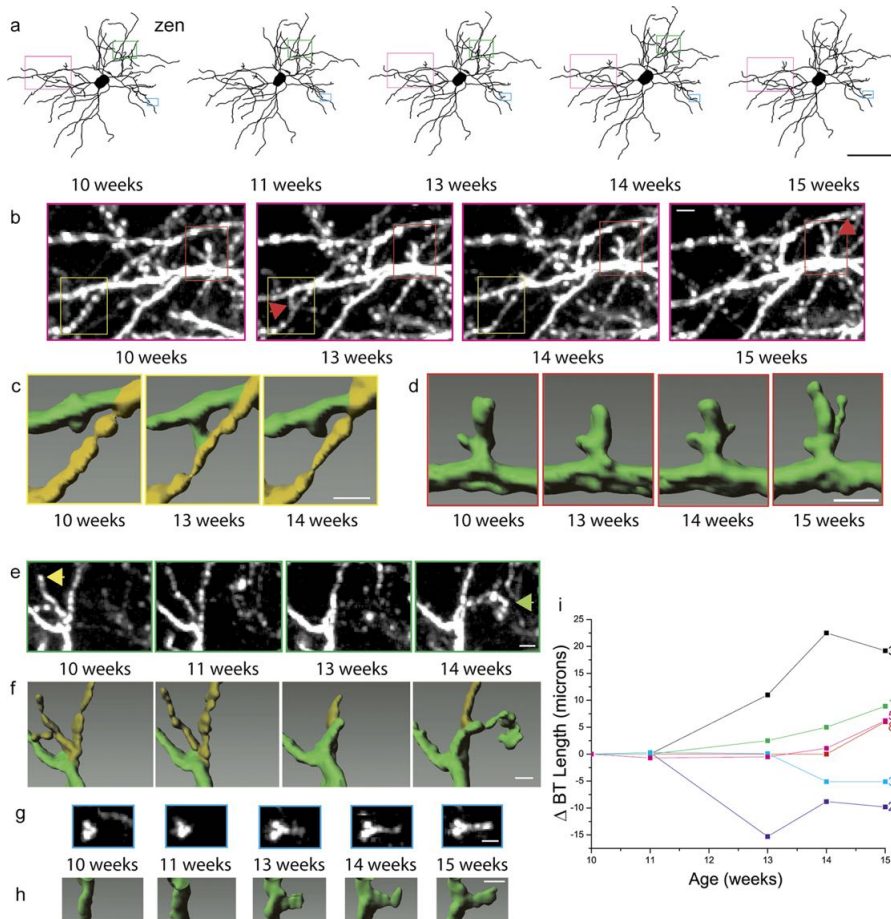 a zen
10 weeks 11 weeks 13 weeks 14 weeks 15 weeks
b
10 weeks 13 weeks 14 weeks 15 weeks
c
10 weeks 13 weeks 14 weeks
d
10 weeks 13 weeks 14 weeks 15 weeks
e
10 weeks 11 weeks 13 weeks 14 weeks
f
g
10 weeks 11 weeks 13 weeks 14 weeks 15 weeks
h
i
Δ BT Length (microns)
25
20
15
10
5
0
-5
-10
-15
10 11 12 13 14 15
Age (weeks)